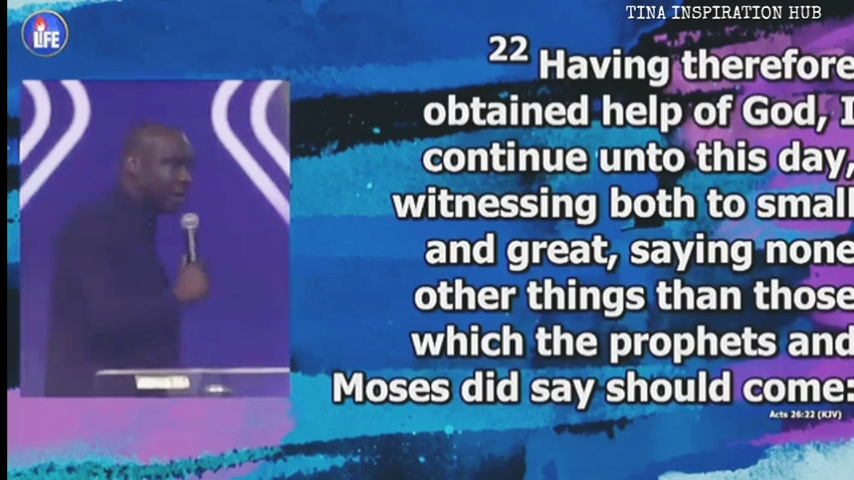 TINA INSPIRATION HUB
LIFE
22 Having therefore
obtained help of God, I
continue unto this day,
witnessing both to small
and great, saying none
other things than those
which the prophets and
Moses did say should come:
Acts 26:22 (KJV)